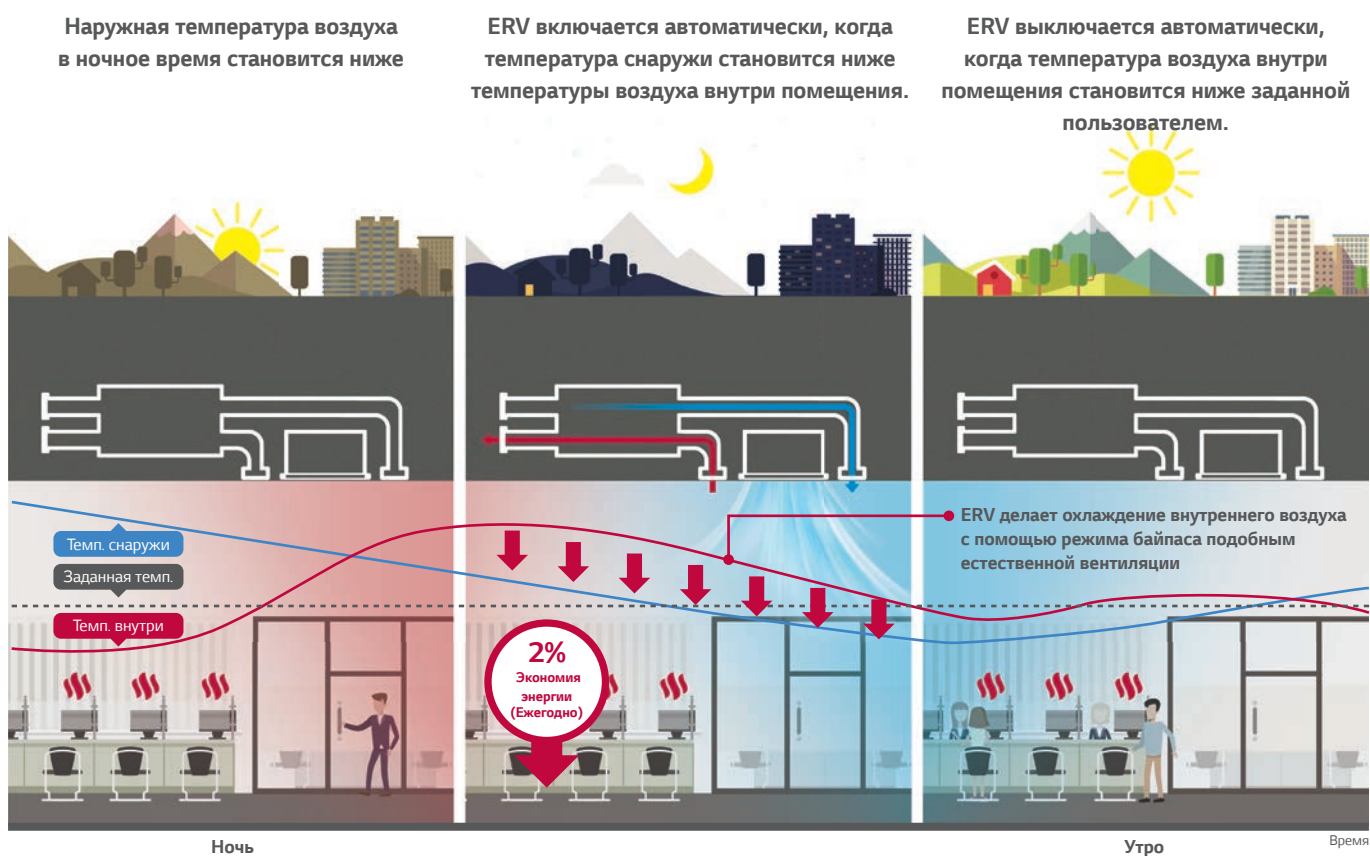 Наружная температура воздуха
в ночное время становится ниже
ERV включается автоматически, когда
температура снаружи становится ниже
температуры воздуха внутри помещения.
ERV выключается автоматически,
когда температура воздуха внутри
помещения становится ниже заданной
пользователем.
Темп. снаружи
Заданная темп.
Темп. внутри
ERV делает охлаждение внутреннего воздуха
с помощью режима байпаса подобным
естественной вентиляции
2%
Экономия
энергии
(Ежегодно)
Ночь
Утро
Время